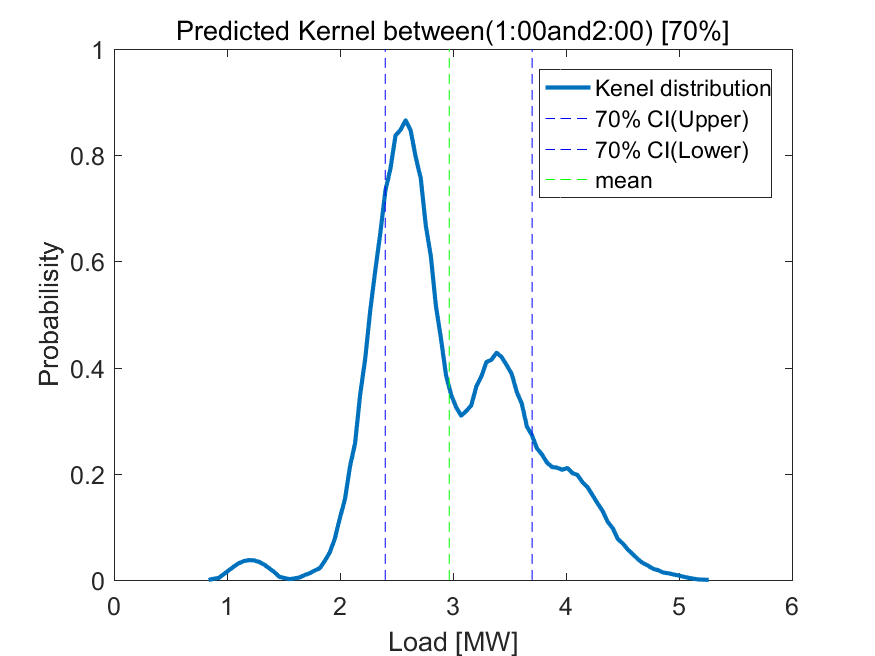 Predicted Kernel between(1:00and2:00) [70%]
1
0.8
0.6
0.4
0.2
0
Probabilisity
Kenel distribution
70% CI(Upper)
70% CI(Lower)
mean
0 1 2 3 4 5 6
Load [MW]